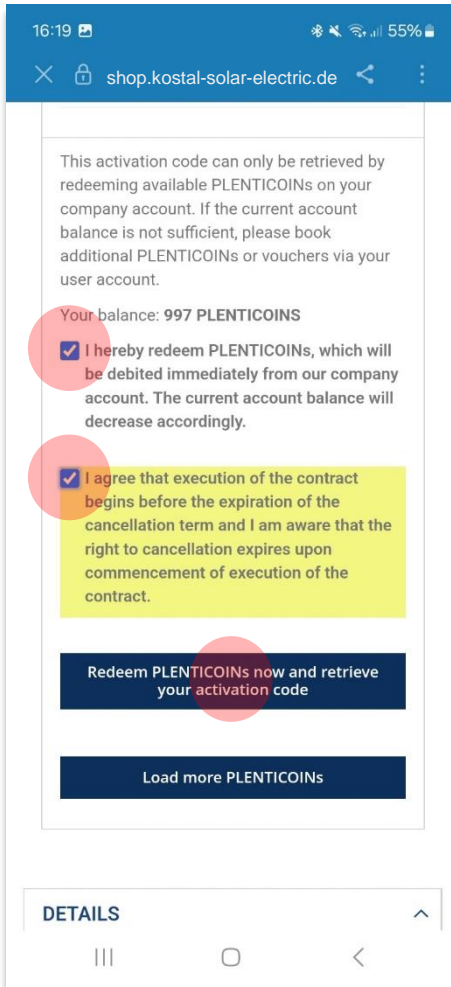 16:19 55%
shop.kostal-solar-electric.de
This activation code can only be retrieved by
redeeming available PLENTICOINs on your
company account. If the current account
balance is not sufficient, please book
additional PLENTICOINs or vouchers via your
user account.
Your balance: 997 PLENTICOINS
I hereby redeem PLENTICOINs, which will
be debited immediately from our company
account. The current account balance will
decrease accordingly.
I agree that execution of the contract
begins before the expiration of the
cancellation term and I am aware that the
right to cancellation expires upon
commencement of execution of the
contract.
Redeem PLENTICOINs now and retrieve
your activation code
Load more PLENTICOINs
DETAILS